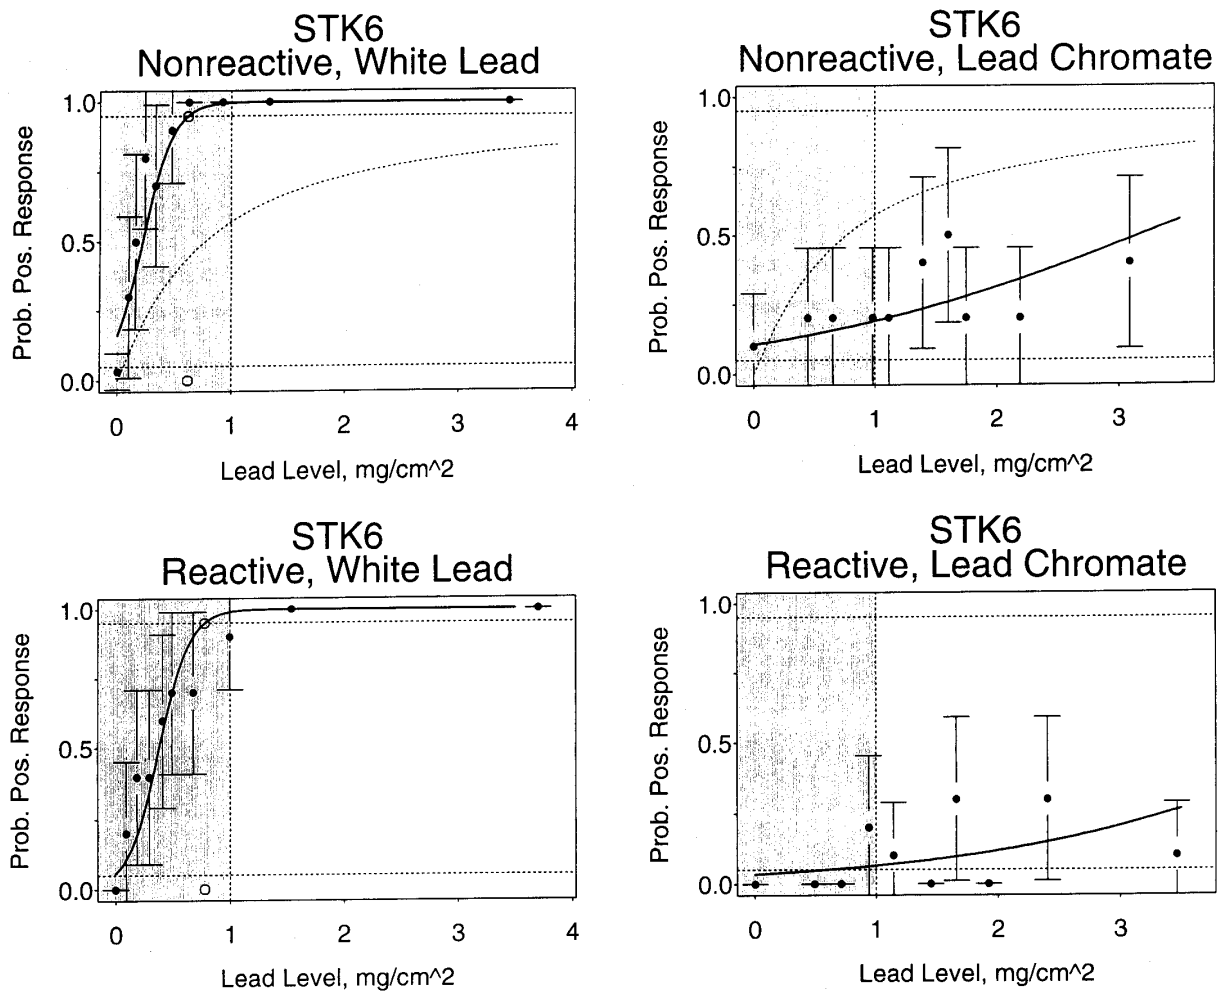 STK6
Nonreactive, White Lead
Prob. Pos. Response
1.0
0.5
0.0
0 1 2 3 4
Lead Level, mg/cm^2
STK6
Nonreactive, Lead Chromate
Prob. Pos. Response
1.0
0.5
0.0
0 1 2 3
Lead Level, mg/cm^2
STK6
Reactive, White Lead
Prob. Pos. Response
1.0
0.5
0.0
0 1 2 3 4
Lead Level, mg/cm^2
STK6
Reactive, Lead Chromate
Prob. Pos. Response
1.0
0.5
0.0
0 1 2 3
Lead Level, mg/cm^2